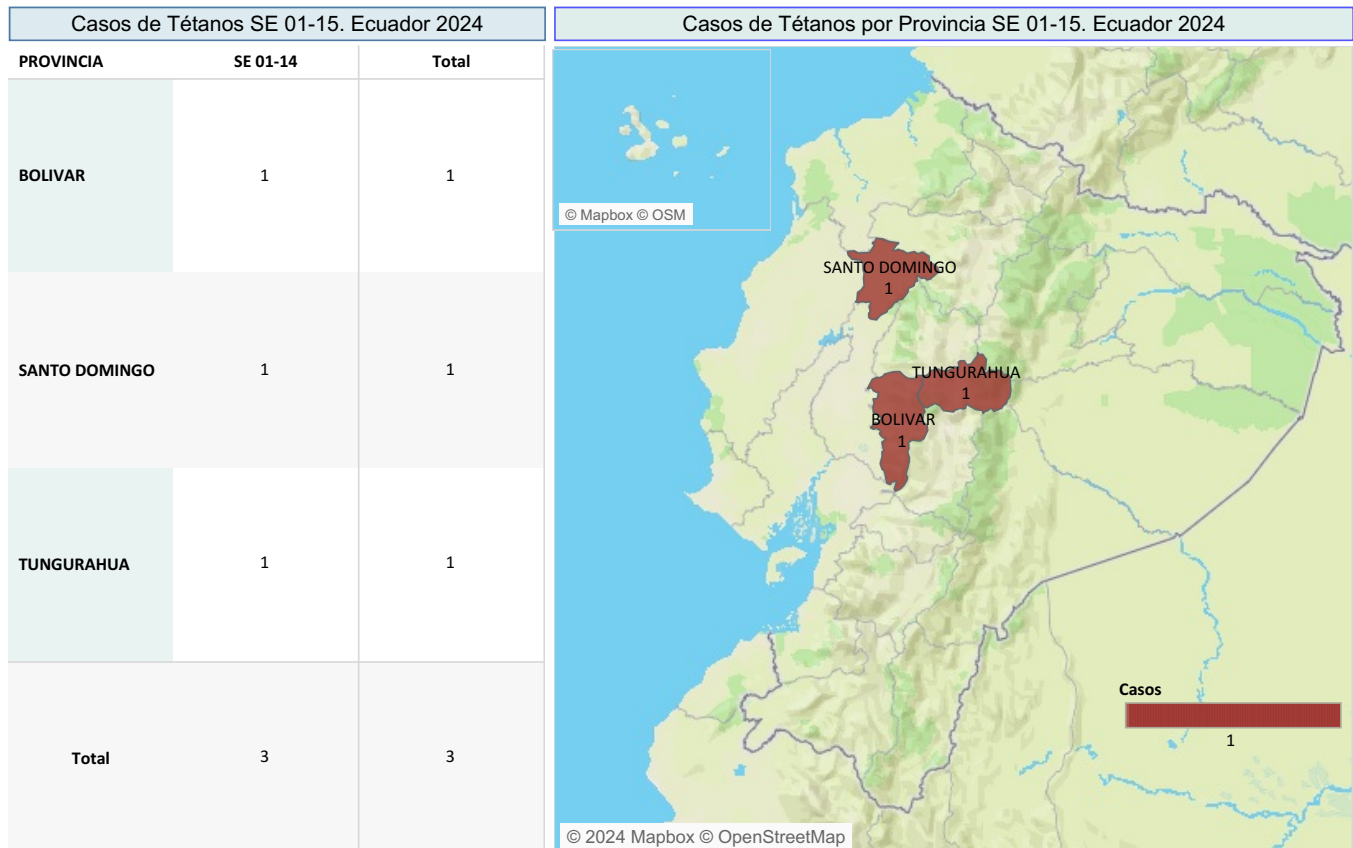 Casos de Tétanos SE 01-15. Ecuador 2024
PROVINCIA SE 01-14 Total
BOLIVAR 1 1
SANTO DOMINGO 1 1
TUNGURAHUA 1 1
Total 3 3
Casos de Tétanos por Provincia SE 01-15. Ecuador 2024
© Mapbox © OSM
SANTO DOMINGO
1
TUNGURAHUA
1
BOLIVAR
1
Casos
1
© 2024 Mapbox © OpenStreetMap